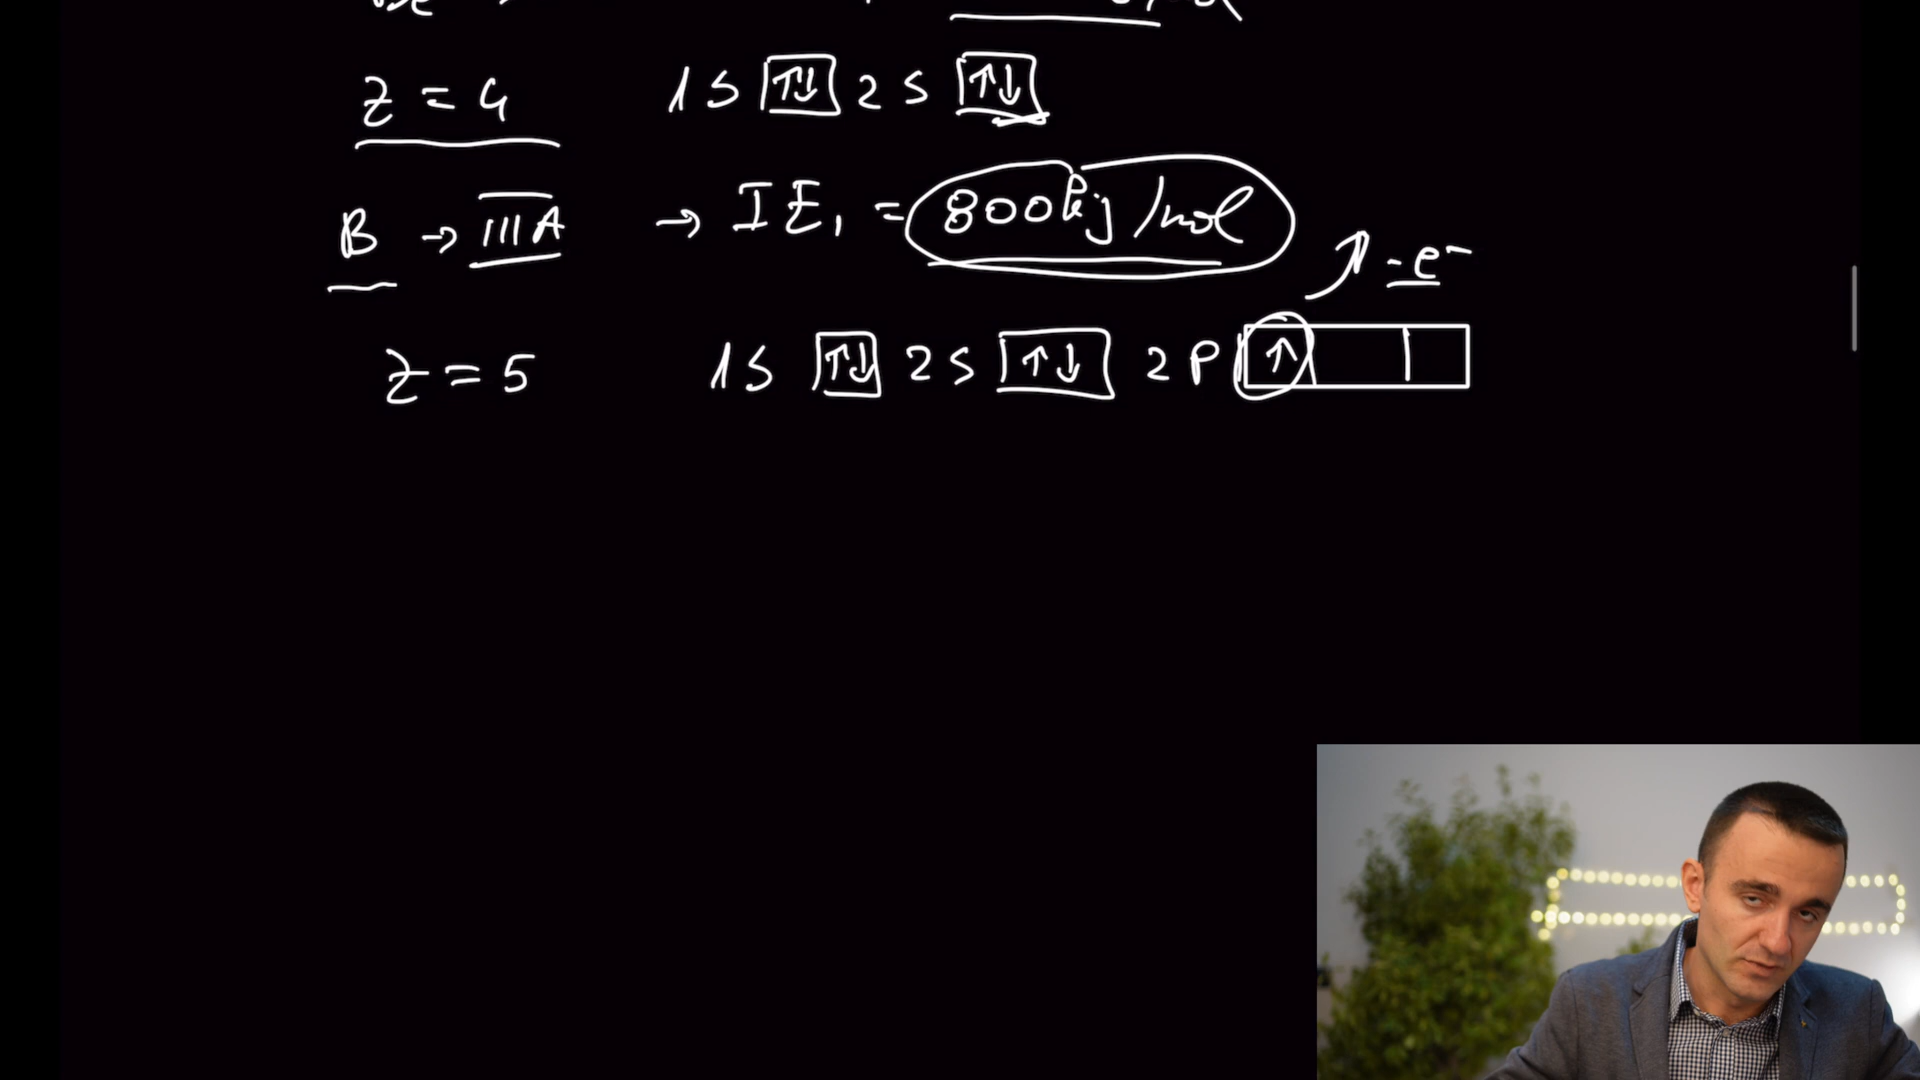 Z = 4 1s ↑↓ 2s ↑↓
B → IIIA → IE₁ = 800kj/mol
- e⁻
Z = 5 1s ↑↓ 2s ↑↓ 2p ↑